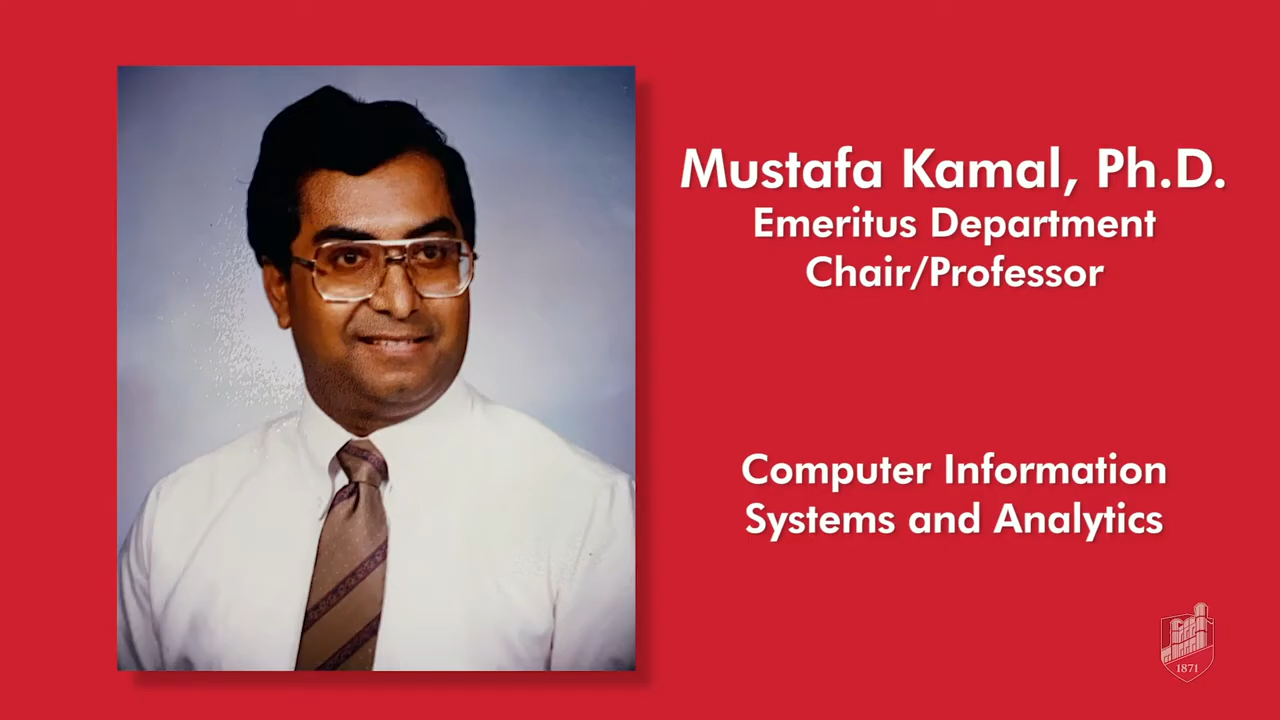 Mustafa Kamal, Ph.D.
Emeritus Department
Chair/Professor
Computer Information
Systems and Analytics
1871